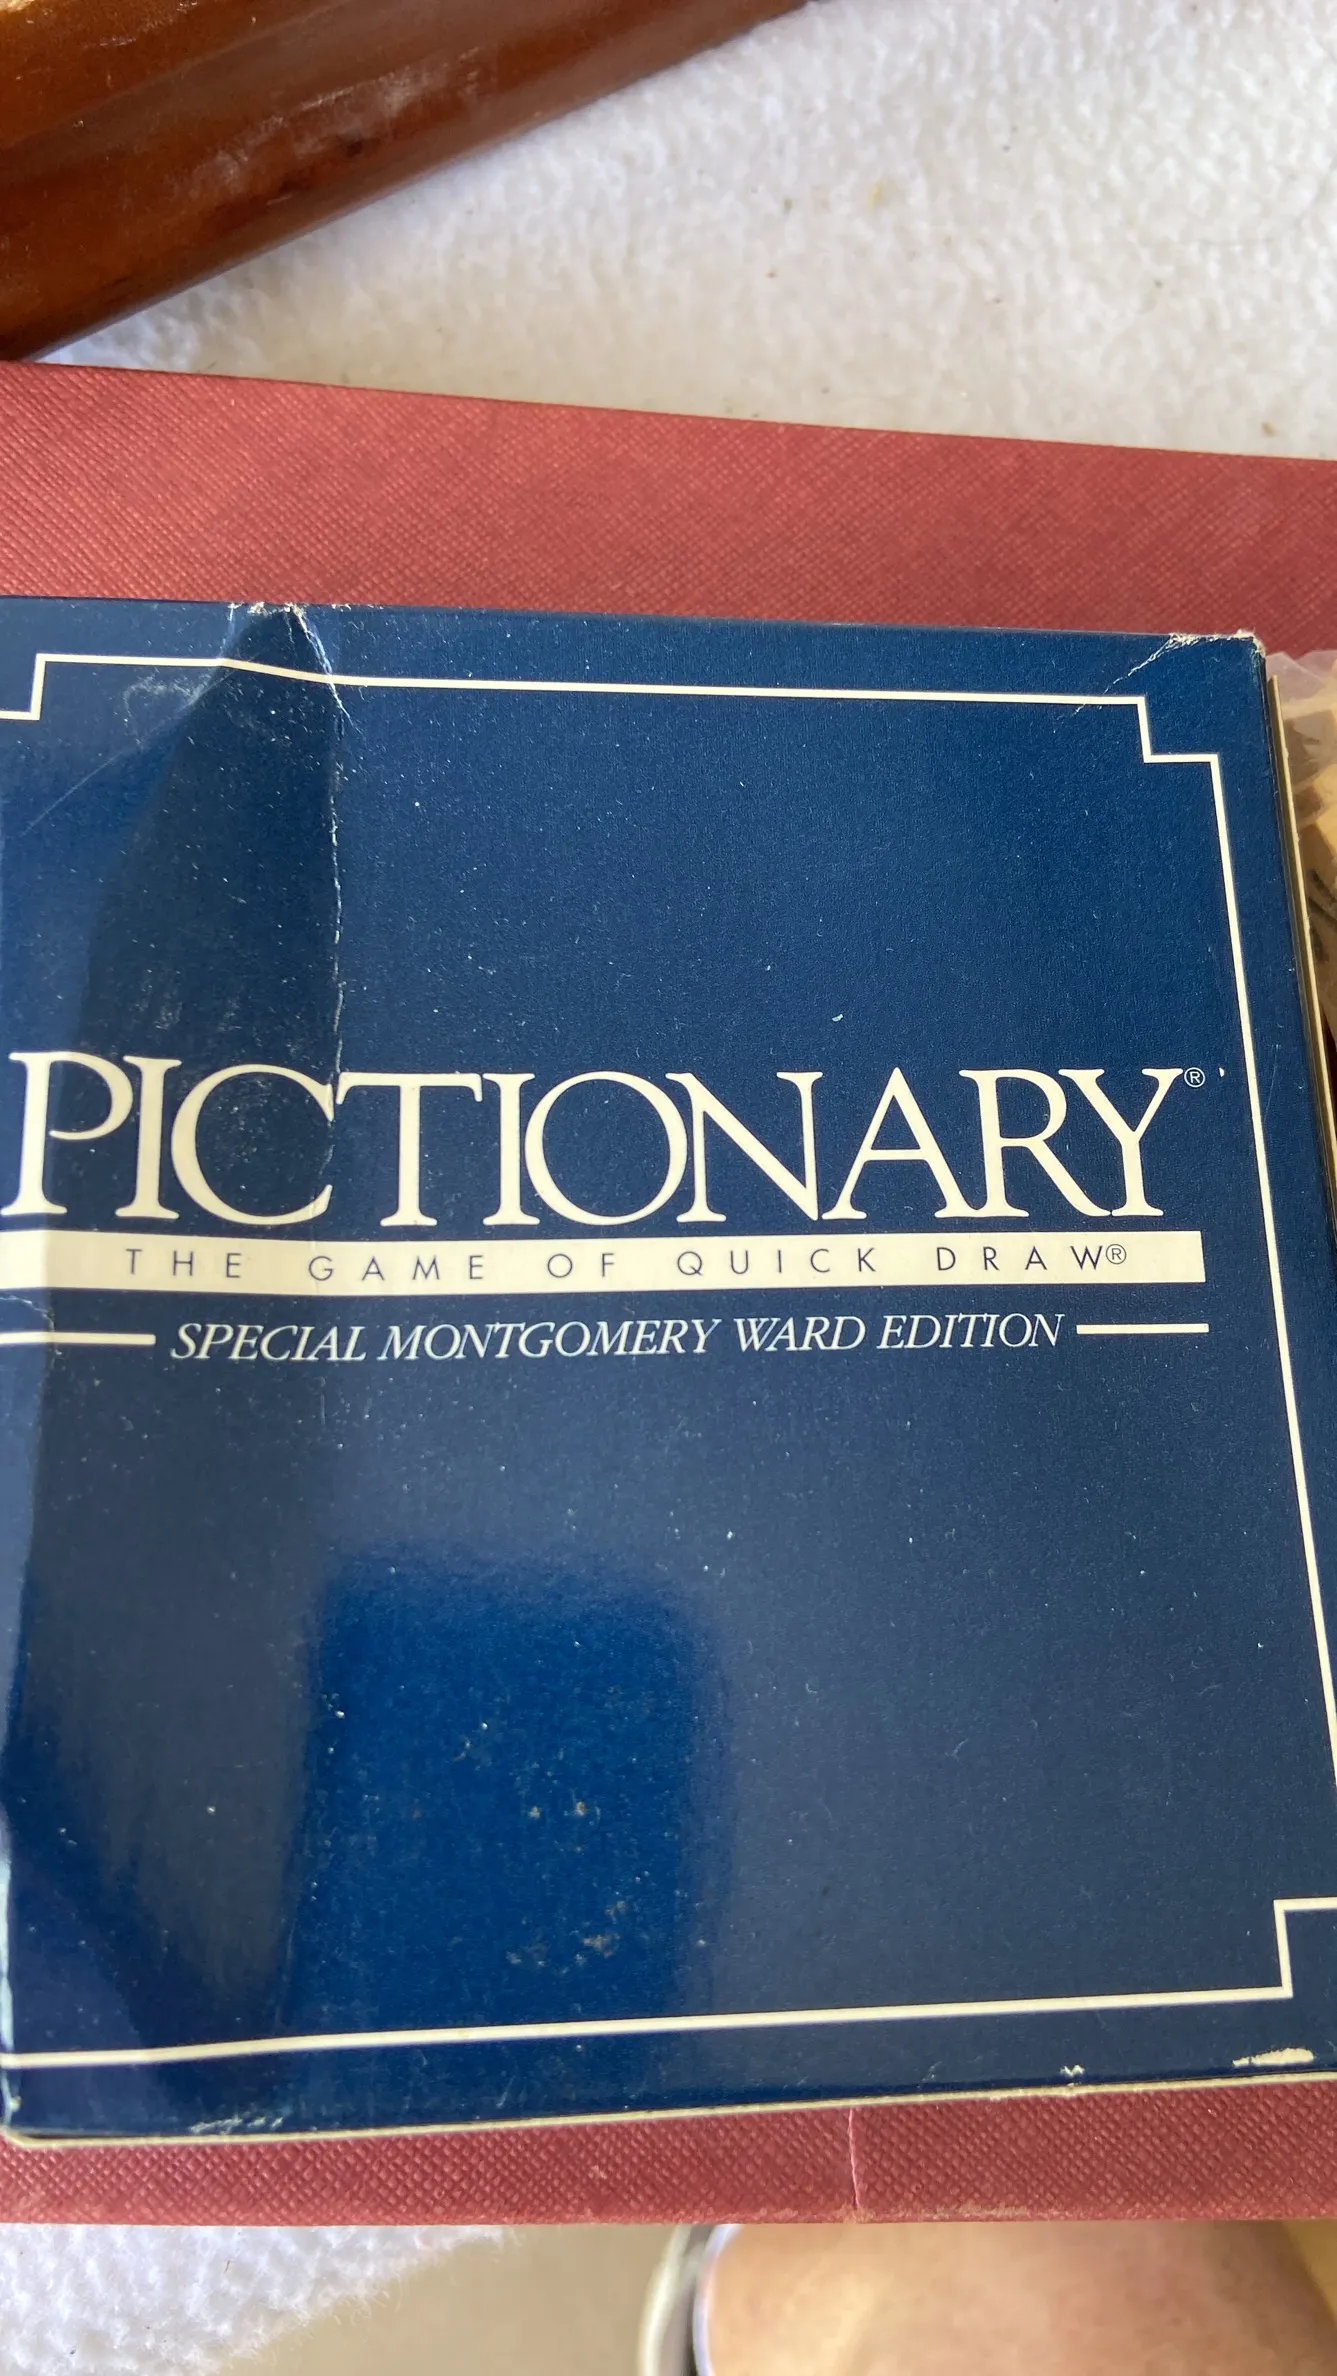 PICTIONARY®
THE GAME OF QUICK DRAW®
SPECIAL MONTGOMERY WARD EDITION